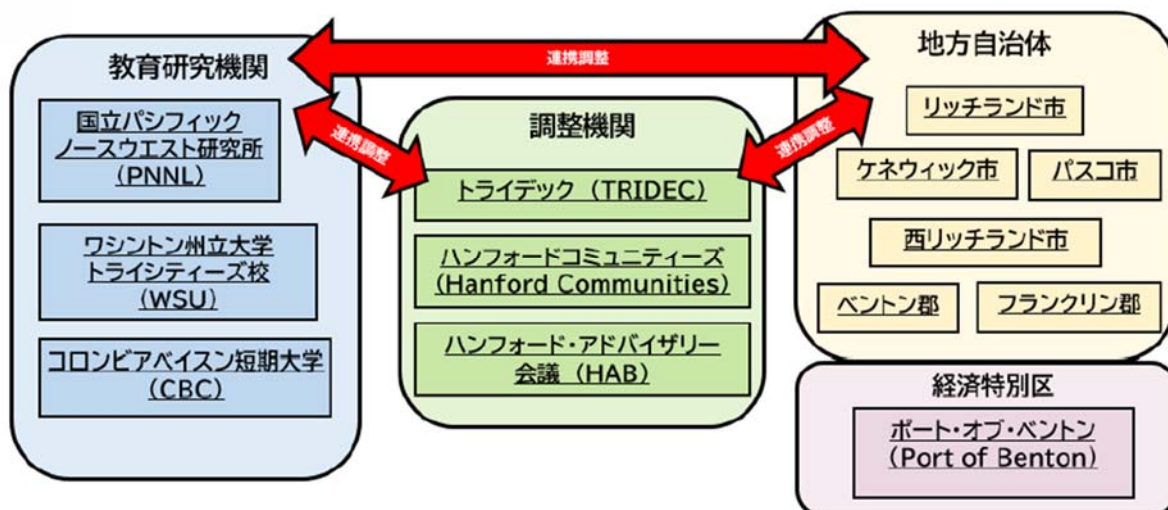 教育研究機関
国立パシフィック
ノースウエスト研究所
(PNNL)
ワシントン州立大学
トライシティーズ校
(WSU)
コロンビアベイスン短期大学
(CBC)
連携調整
連携調整
連携調整
調整機関
トライデック (TRIDEC)
ハンフォードコミュニティーズ
(Hanford Communities)
ハンフォード・アドバイザリー
会議 (HAB)
地方自治体
リッチランド市
ケネウィック市
パスコ市
西リッチランド市
ベントン郡
フランクリン郡
経済特別区
ポート・オブ・ベントン
(Port of Benton)